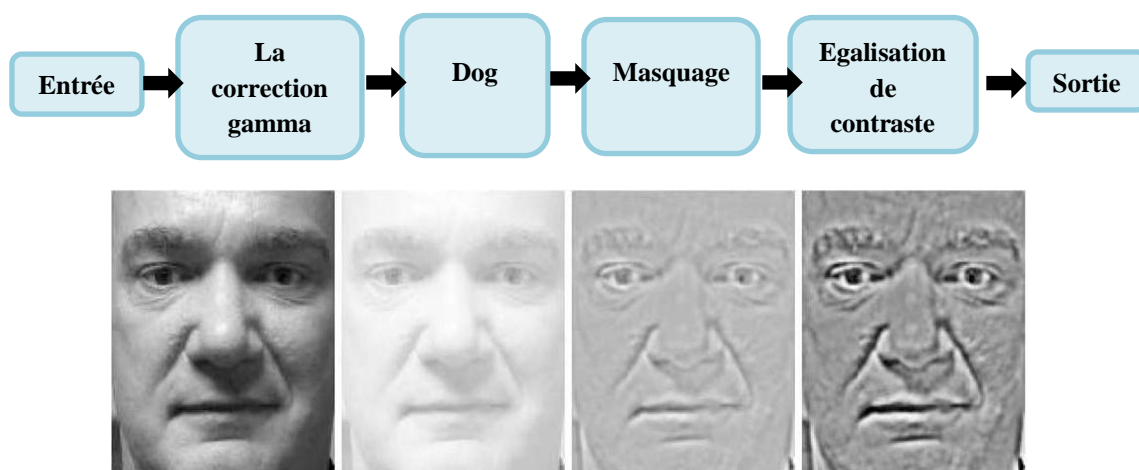 Entrée
La
correction
gamma
Dog
Masquage
Egalisation
de
contraste
Sortie